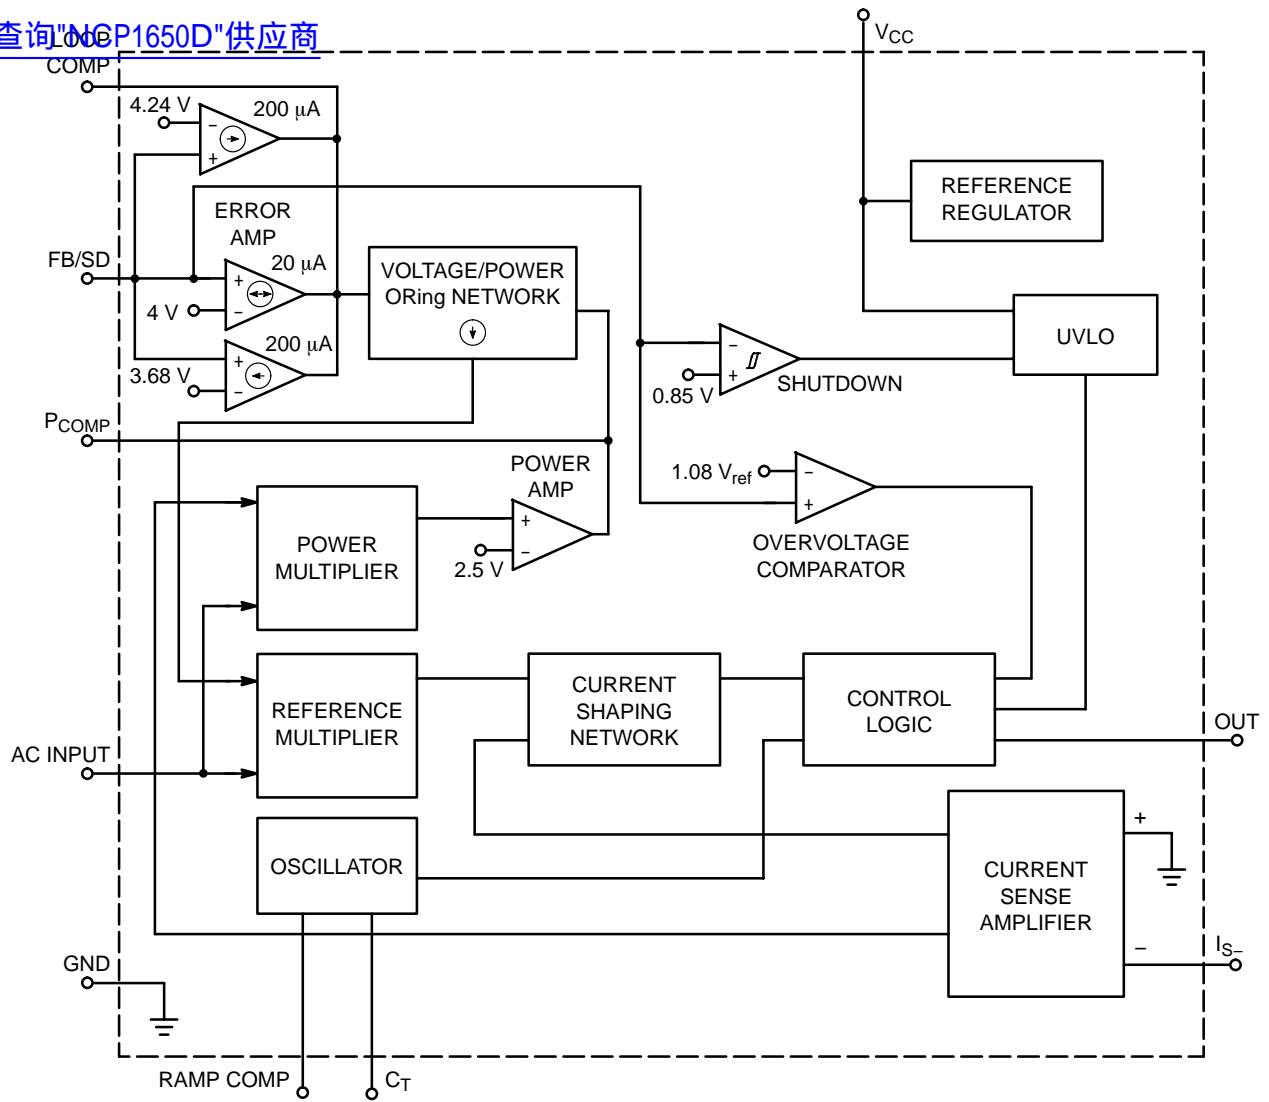 查询"NCP1650D"供应商
LOOP
COMP
VCC
4.24 V
200 μA
−
+
REFERENCE
REGULATOR
ERROR
AMP
FB/SD
20 μA
+
−
4 V
VOLTAGE/POWER
ORing NETWORK
UVLO
200 μA
+
−
3.68 V
−
+
0.85 V
SHUTDOWN
PCOMP
POWER
AMP
1.08 Vref
−
+
OVERVOLTAGE
COMPARATOR
POWER
MULTIPLIER
+
−
2.5 V
REFERENCE
MULTIPLIER
CURRENT
SHAPING
NETWORK
CONTROL
LOGIC
OUT
AC INPUT
OSCILLATOR
+
CURRENT
SENSE
AMPLIFIER
−
IS−
GND
RAMP COMP
CT